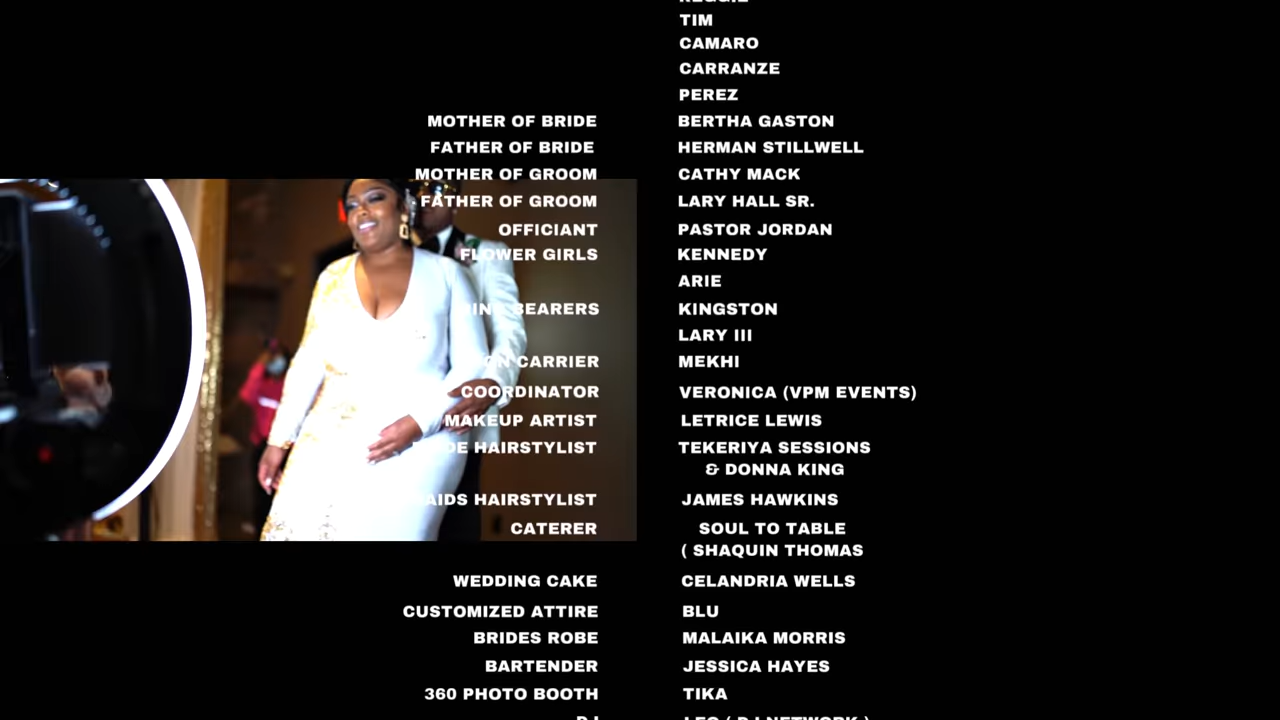 TIM
CAMARO
CARRANZE
PEREZ
MOTHER OF BRIDE BERTHA GASTON
FATHER OF BRIDE HERMAN STILLWELL
MOTHER OF GROOM CATHY MACK
FATHER OF GROOM LARY HALL SR.
OFFICIANT PASTOR JORDAN
FLOWER GIRLS KENNEDY
ARIE
BEARERS KINGSTON
LARY III
CARRIER MEKHI
COORDINATOR VERONICA (VPM EVENTS)
MAKEUP ARTIST LETRICE LEWIS
HAIRSTYLIST TEKERIYA SESSIONS
& DONNA KING
HAIRSTYLIST JAMES HAWKINS
CATERER SOUL TO TABLE
( SHAQUIN THOMAS
WEDDING CAKE CELANDRIA WELLS
CUSTOMIZED ATTIRE BLU
BRIDES ROBE MALAIKA MORRIS
BARTENDER JESSICA HAYES
360 PHOTO BOOTH TIKA